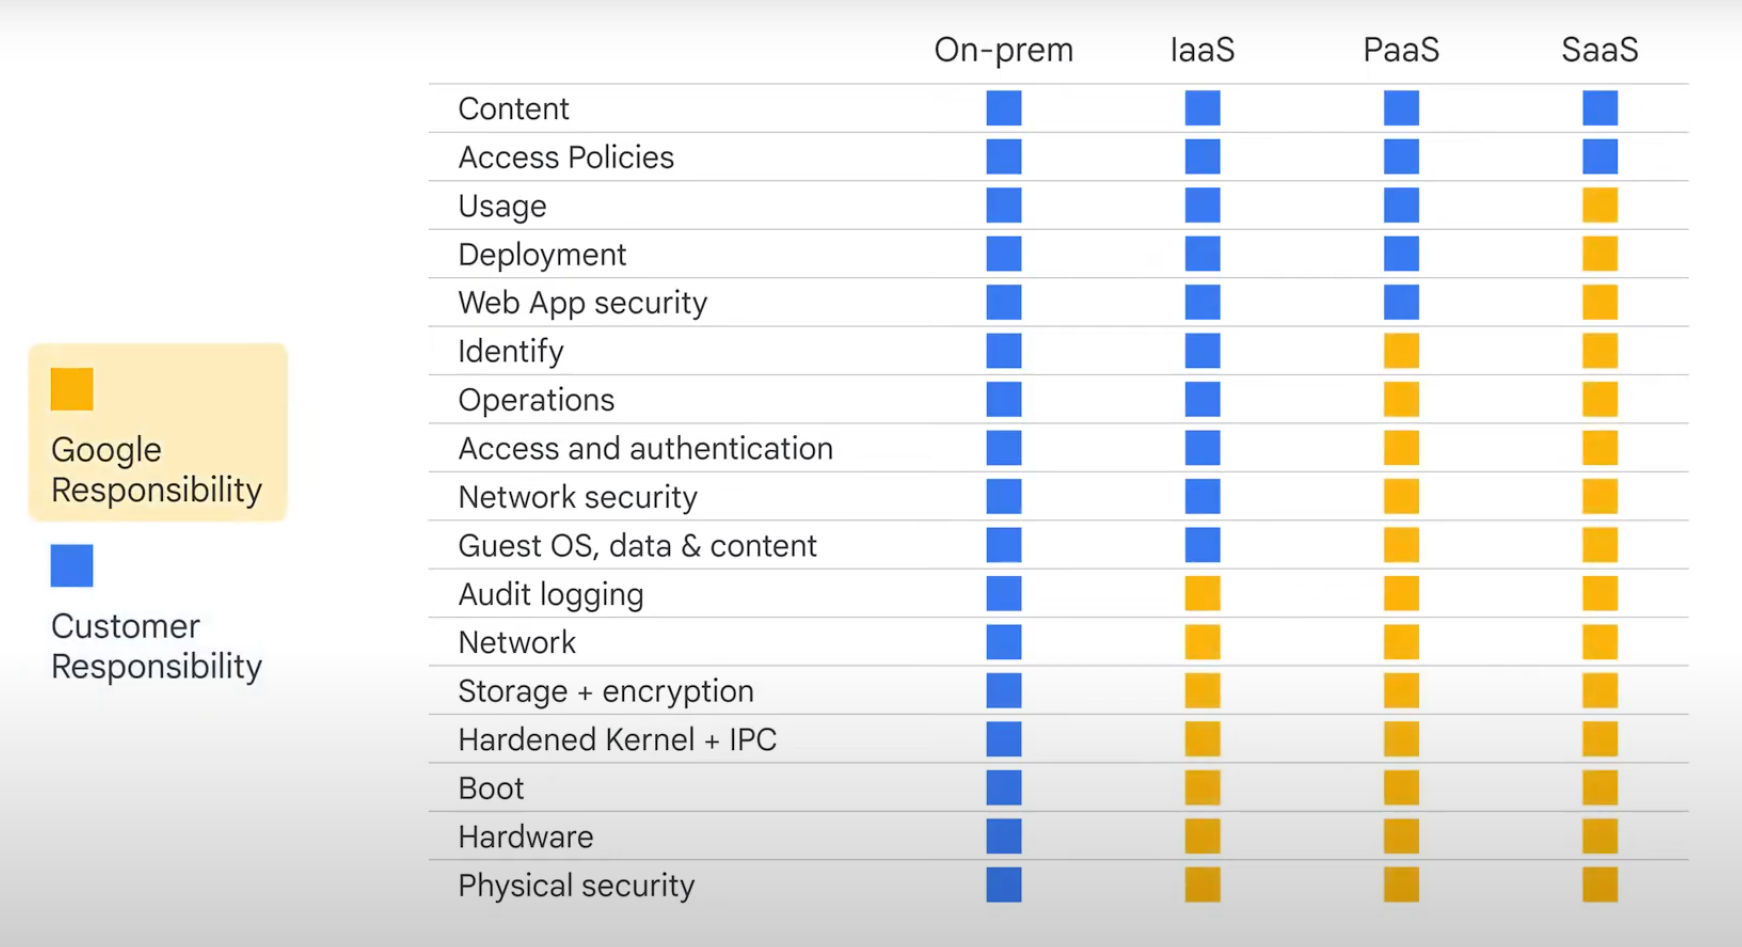 On-prem IaaS PaaS SaaS
Content
Access Policies
Usage
Deployment
Web App security
Identify
Operations
Access and authentication
Network security
Guest OS, data & content
Audit logging
Network
Storage + encryption
Hardened Kernel + IPC
Boot
Hardware
Physical security
Google
Responsibility
Customer
Responsibility